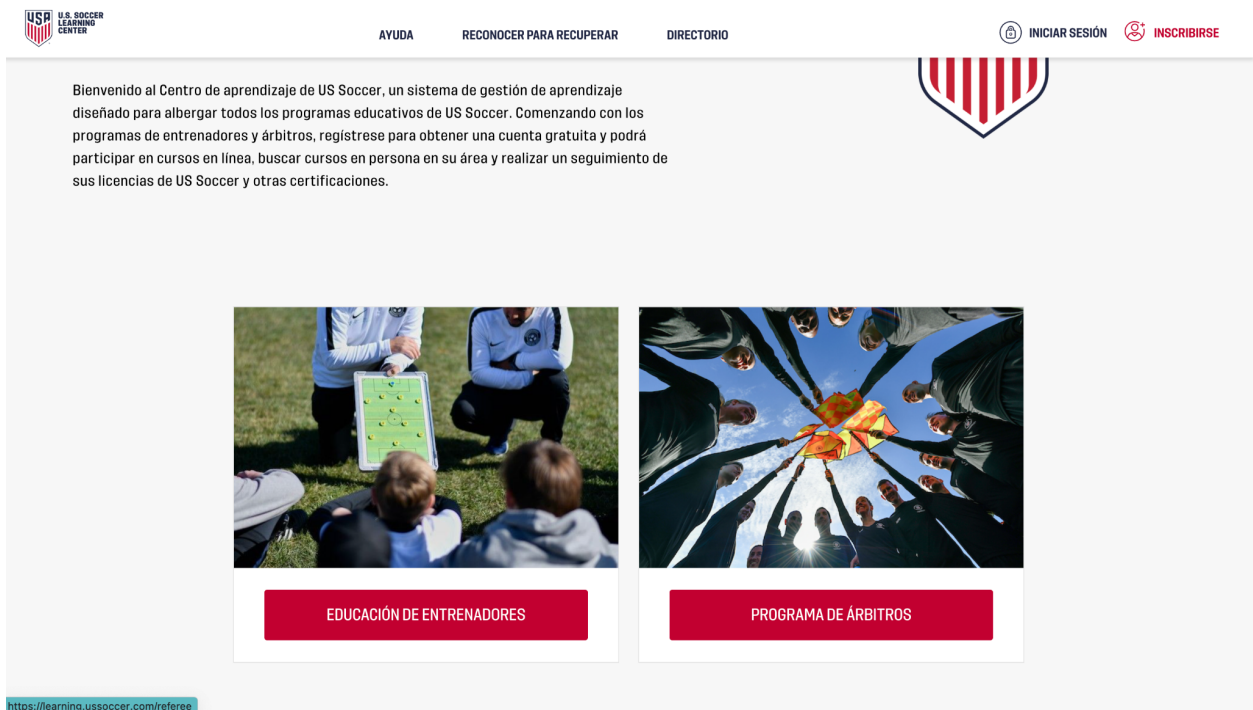 USA
U.S. SOCCER
LEARNING
CENTER
AYUDA
RECONOCER PARA RECUPERAR
DIRECTORIO
INICIAR SESIÓN
INSCRIBIRSE
Bienvenido al Centro de aprendizaje de US Soccer, un sistema de gestión de aprendizaje
diseñado para albergar todos los programas educativos de US Soccer. Comenzando con los
programas de entrenadores y árbitros, regístrese para obtener una cuenta gratuita y podrá
participar en cursos en línea, buscar cursos en persona en su área y realizar un seguimiento de
sus licencias de US Soccer y otras certificaciones.
EDUCACIÓN DE ENTRENADORES
PROGRAMA DE ÁRBITROS
https://learning.ussoccer.com/referee